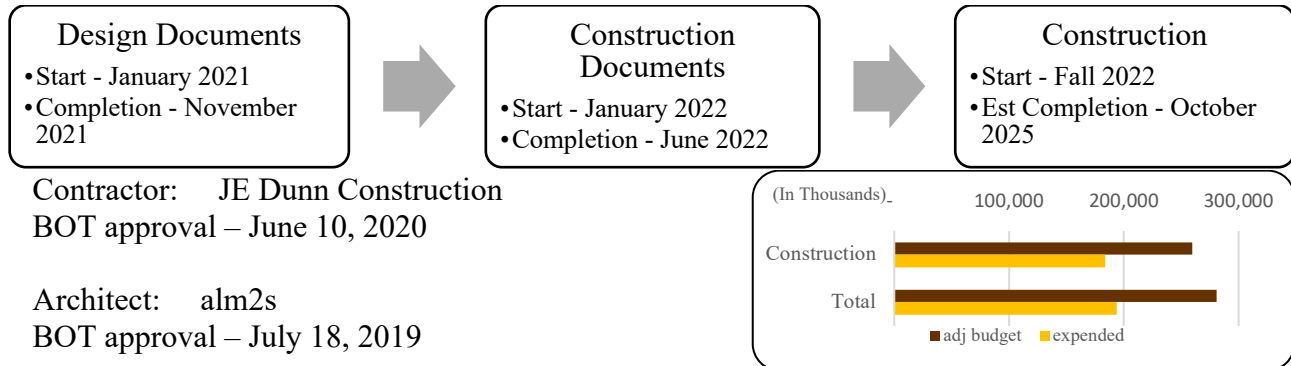 Design Documents
•Start - January 2021
•Completion - November
2021
Construction
Documents
•Start - January 2022
•Completion - June 2022
Construction
•Start - Fall 2022
•Est Completion - October
2025
Contractor: JE Dunn Construction
BOT approval – June 10, 2020
Architect: alm2s
BOT approval – July 18, 2019
(In Thousands) - 100,000 200,000 300,000
Construction
Total
adj budget expended